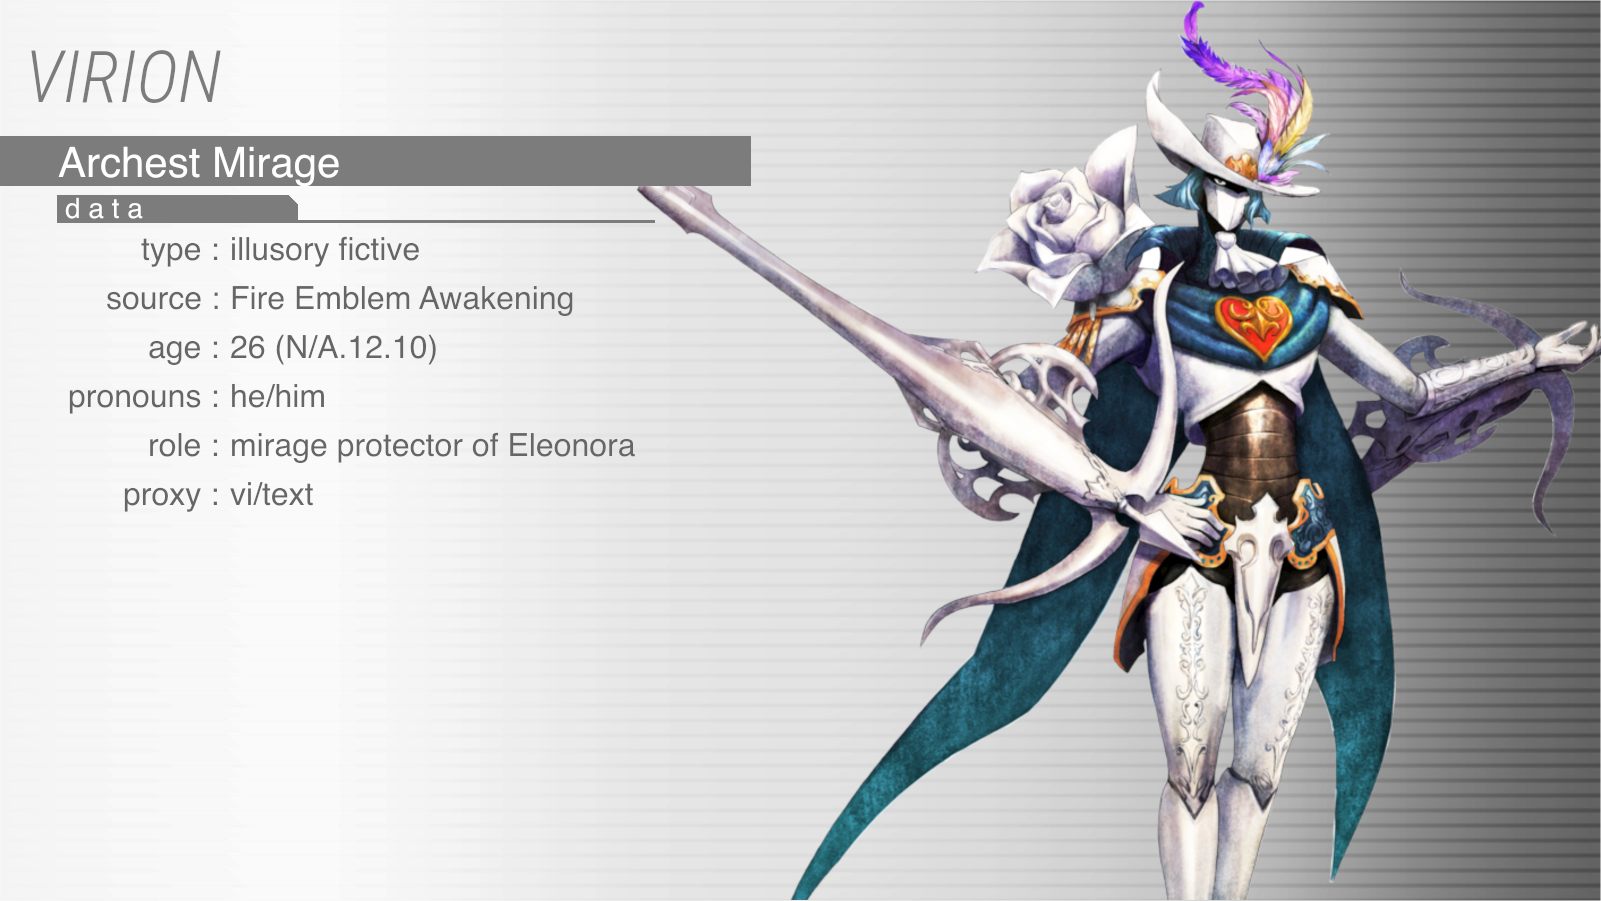 VIRION
Archest Mirage
data
type : illusory fictive
source : Fire Emblem Awakening
age : 26 (N/A.12.10)
pronouns : he/him
role : mirage protector of Eleonora
proxy : vi/text